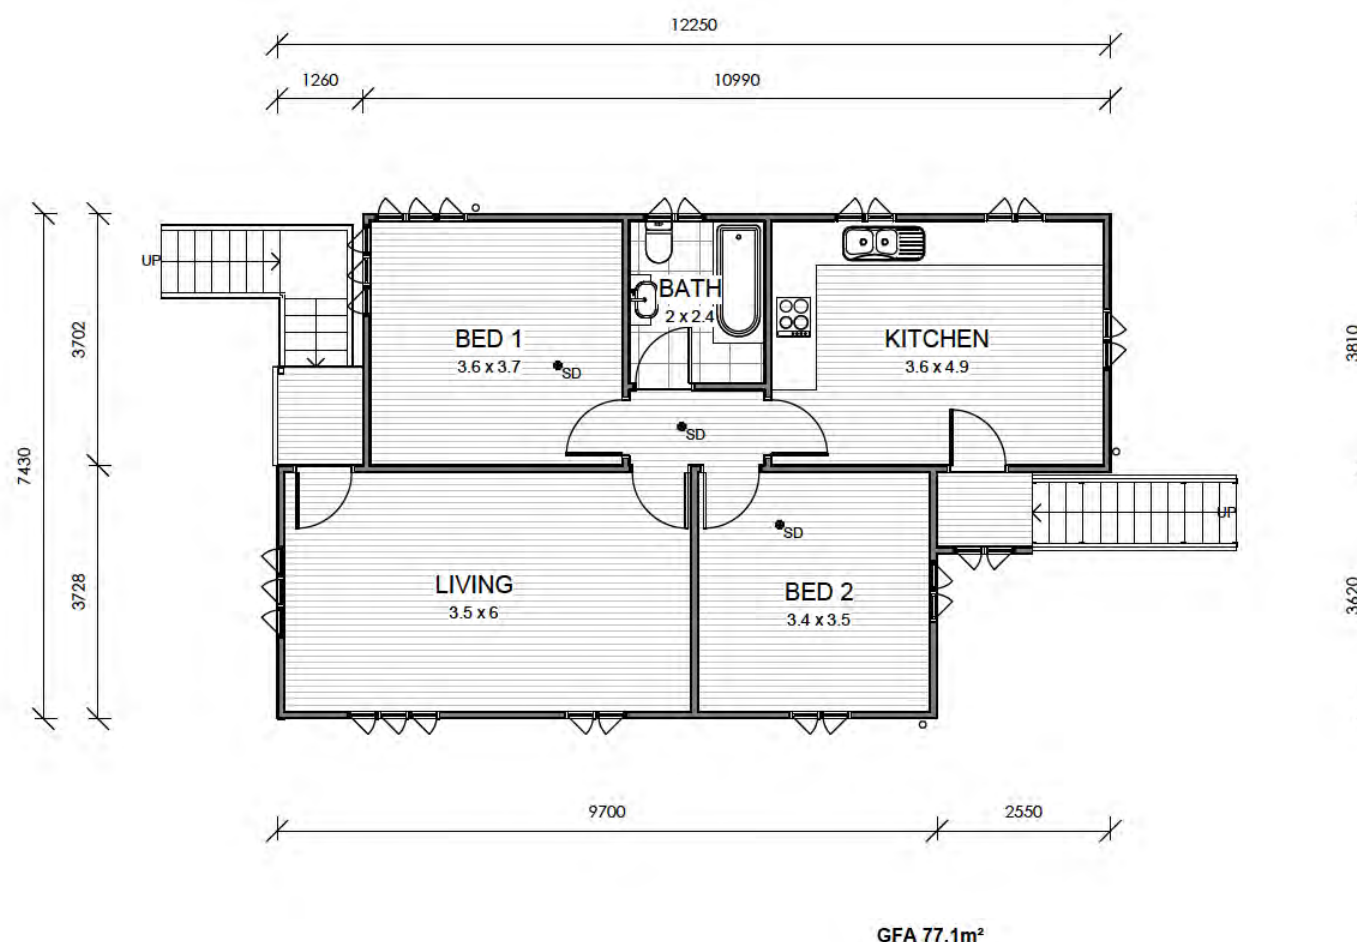 12250
1260
10990
UP
BATH
2 x 2.4
BED 1
3.6 x 3.7
SD
KITCHEN
3.6 x 4.9
3702
3810
SD
7430
UP
SD
LIVING
3.5 x 6
BED 2
3.4 x 3.5
3728
3620
9700
2550
GFA 77.1m²